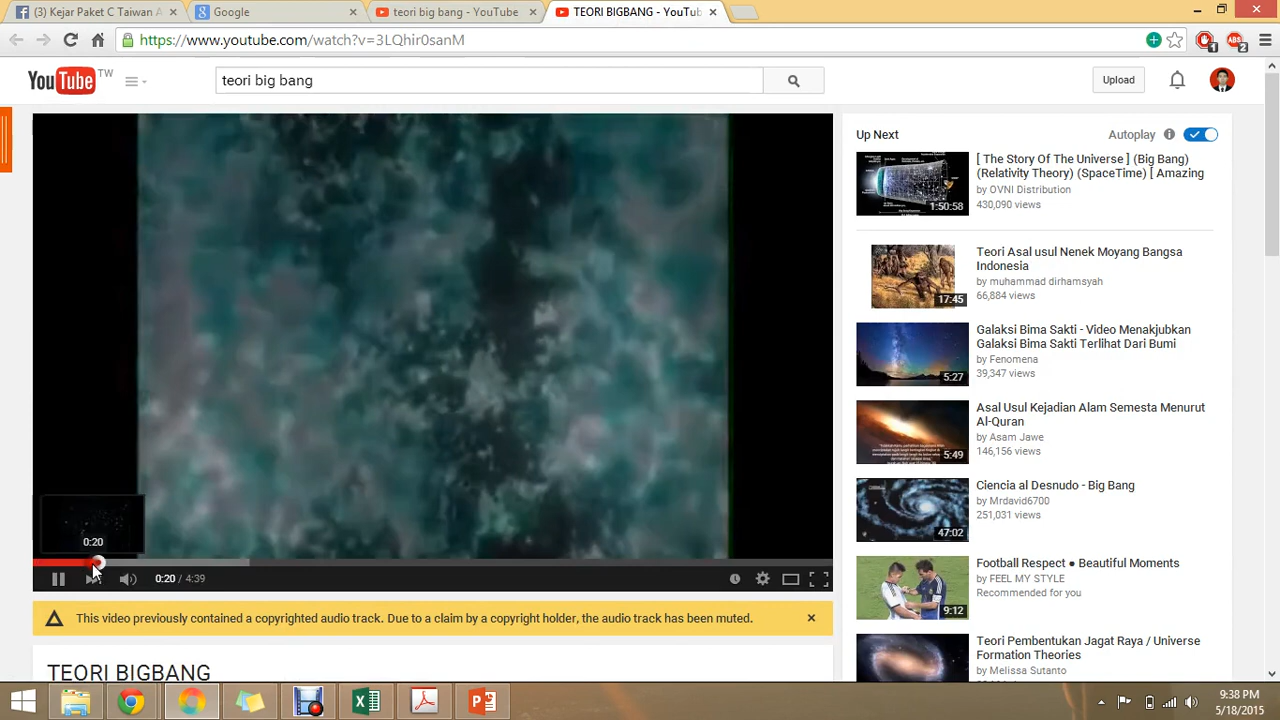 (3) Kejar Paket C Taiwan A
Google
teori big bang - YouTube
TEORI BIGBANG - YouTub
https://www.youtube.com/watch?v=3LQhir0sanM
1
ABS
2
YouTube TW
teori big bang
Upload
Up Next
Autoplay
[ The Story Of The Universe ] (Big Bang)
(Relativity Theory) (SpaceTime) [ Amazing
by OVNI Distribution
430,090 views
1:50:58
Teori Asal usul Nenek Moyang Bangsa
Indonesia
by muhammad dirhamsyah
66,884 views
17:45
Galaksi Bima Sakti - Video Menakjubkan
Galaksi Bima Sakti Terlihat Dari Bumi
by Fenomena
39,347 views
5:27
Asal Usul Kejadian Alam Semesta Menurut
Al-Quran
by Asam Jawe
146,156 views
5:49
Ciencia al Desnudo - Big Bang
by Mrdavid6700
251,031 views
47:02
Football Respect ● Beautiful Moments
by FEEL MY STYLE
Recommended for you
9:12
Teori Pembentukan Jagat Raya / Universe
Formation Theories
by Melissa Sutanto
0:20
0:20 / 4:39
This video previously contained a copyrighted audio track. Due to a claim by a copyright holder, the audio track has been muted.
TEORI BIGBANG
9:38 PM
5/18/2015